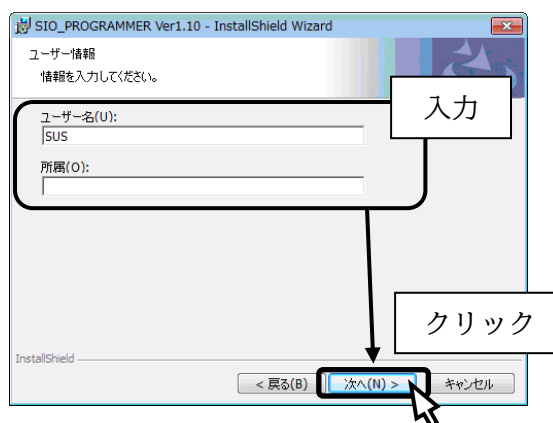 SIO_PROGRAMMER Ver1.10 - InstallShield Wizard
ユーザー情報
情報を入力してください。
入力
ユーザー名(U):
SUS
所属(O):
クリック
InstallShield
< 戻る(B)
次へ(N) >
キャンセル